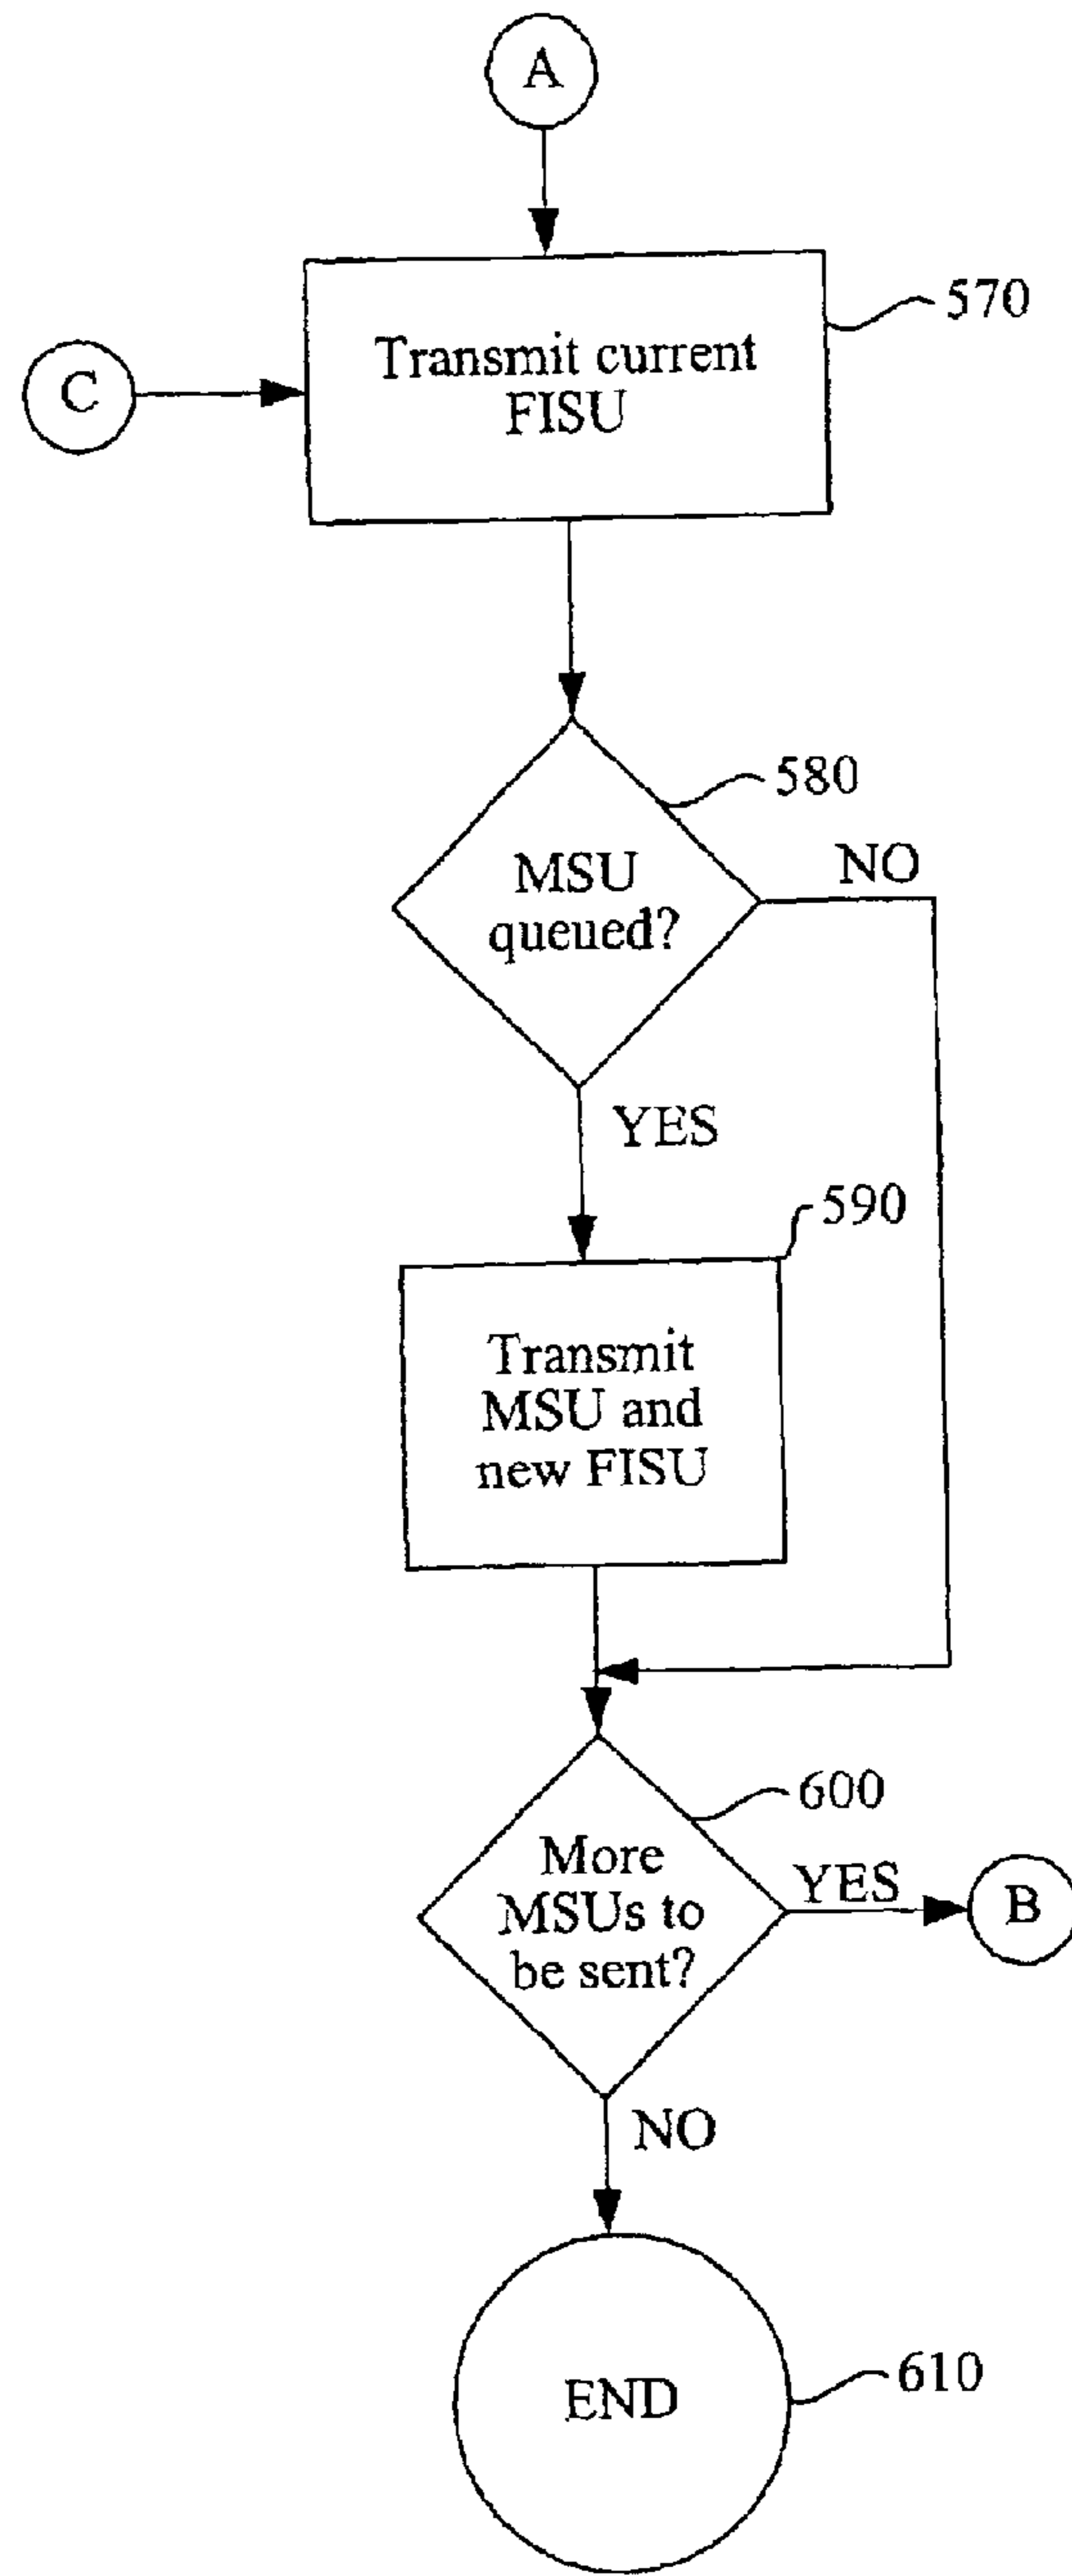 A
570
Transmit current
FISU
C
580
MSU
queued?
NO
YES
590
Transmit
MSU and
new FISU
600
More
MSUs to
be sent?
YES
B
NO
END
610